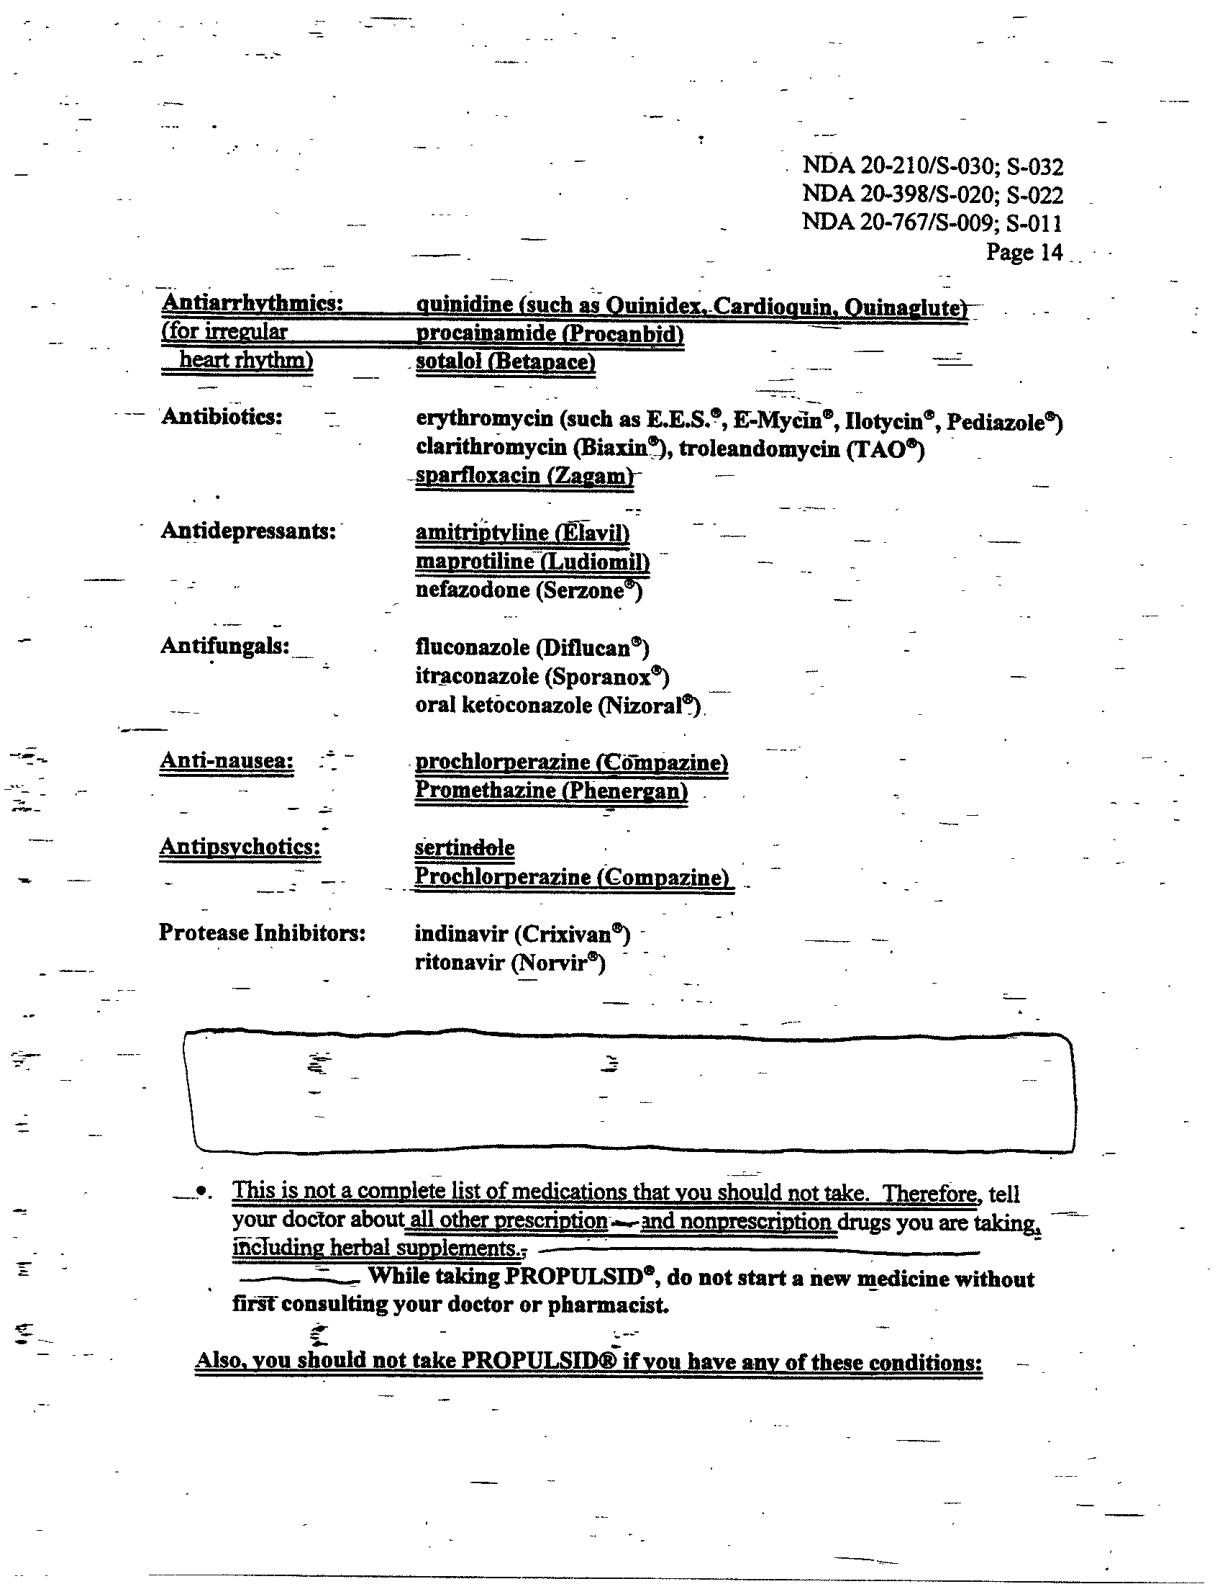 NDA 20-210/S-030; S-032
NDA 20-398/S-020; S-022
NDA 20-767/S-009; S-011
Page 14
Antiarrhythmics: quinidine (such as Quinidex, Cardioquin, Quinaglute)
(for irregular procainamide (Procanbid)
heart rhythm) sotalol (Betapace)
Antibiotics: erythromycin (such as E.E.S.®, E-Mycin®, Ilotycin®, Pediazole®)
clarithromycin (Biaxin®), troleandomycin (TAO®)
sparfloxacin (Zagam)
Antidepressants: amitriptyline (Elavil)
maprotiline (Ludiomil)
nefazodone (Serzone®)
Antifungals: fluconazole (Diflucan®)
itraconazole (Sporanox®)
oral ketoconazole (Nizoral®)
Anti-nausea: prochlorperazine (Compazine)
Promethazine (Phenergan)
Antipsychotics: sertindole
Prochlorperazine (Compazine)
Protease Inhibitors: indinavir (Crixivan®)
ritonavir (Norvir®)
•. This is not a complete list of medications that you should not take. Therefore, tell
your doctor about all other prescription and nonprescription drugs you are taking,
including herbal supplements.
While taking PROPULSID®, do not start a new medicine without
first consulting your doctor or pharmacist.
Also, you should not take PROPULSID® if you have any of these conditions: